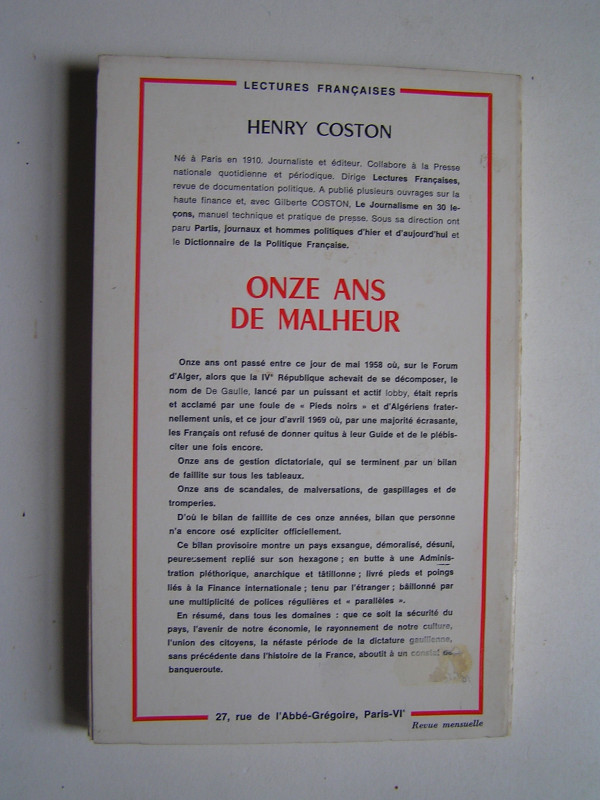 LECTURES FRANÇAISES
HENRY COSTON
Né à Paris en 1910. Journaliste et éditeur. Collabore à la Presse
nationale quotidienne et périodique. Dirige Lectures Françaises,
revue de documentation politique. A publié plusieurs ouvrages sur la
haute finance et, avec Gilberte COSTON, Le Journalisme en 30 le-
çons, manuel technique et pratique de presse. Sous sa direction ont
paru Partis, journaux et hommes politiques d'hier et d'aujourd'hui et
le Dictionnaire de la Politique Française.
ONZE ANS
DE MALHEUR
Onze ans ont passé entre ce jour de mai 1958 où, sur le Forum
d'Alger, alors que la IVe République achevait de se décomposer, le
nom de De Gaulle, lancé par un puissant et actif lobby, était repris
et acclamé par une foule de « Pieds noirs » et d'Algériens frater-
nellement unis, et ce jour d'avril 1969 où, par une majorité écrasante,
les Français ont refusé de donner quitus à leur Guide et de le plébis-
citer une fois encore.
Onze ans de gestion dictatoriale, qui se terminent par un bilan
de faillite sur tous les tableaux.
Onze ans de scandales, de malversations, de gaspillages et de
tromperies.
D'où le bilan de faillite de ces onze années, bilan que personne
n'a encore osé expliciter officiellement.
Ce bilan provisoire montre un pays exsangue, démoralisé, désuni,
peureusement replié sur son hexagone ; en butte à une Adminis-
tration pléthorique, anarchique et tâtillonne ; livré pieds et poings
liés à la Finance internationale ; tenu par l'étranger ; bâillonné par
une multiplicité de polices régulières et « parallèles ».
En résumé, dans tous les domaines : que ce soit la sécurité du
pays, l'avenir de notre économie, le rayonnement de notre culture,
l'union des citoyens, la néfaste période de la dictature gaullienne,
sans précédente dans l'histoire de la France, aboutit à un constat de
banqueroute.
27, rue de l'Abbé-Grégoire, Paris-VIe
Revue mensuelle